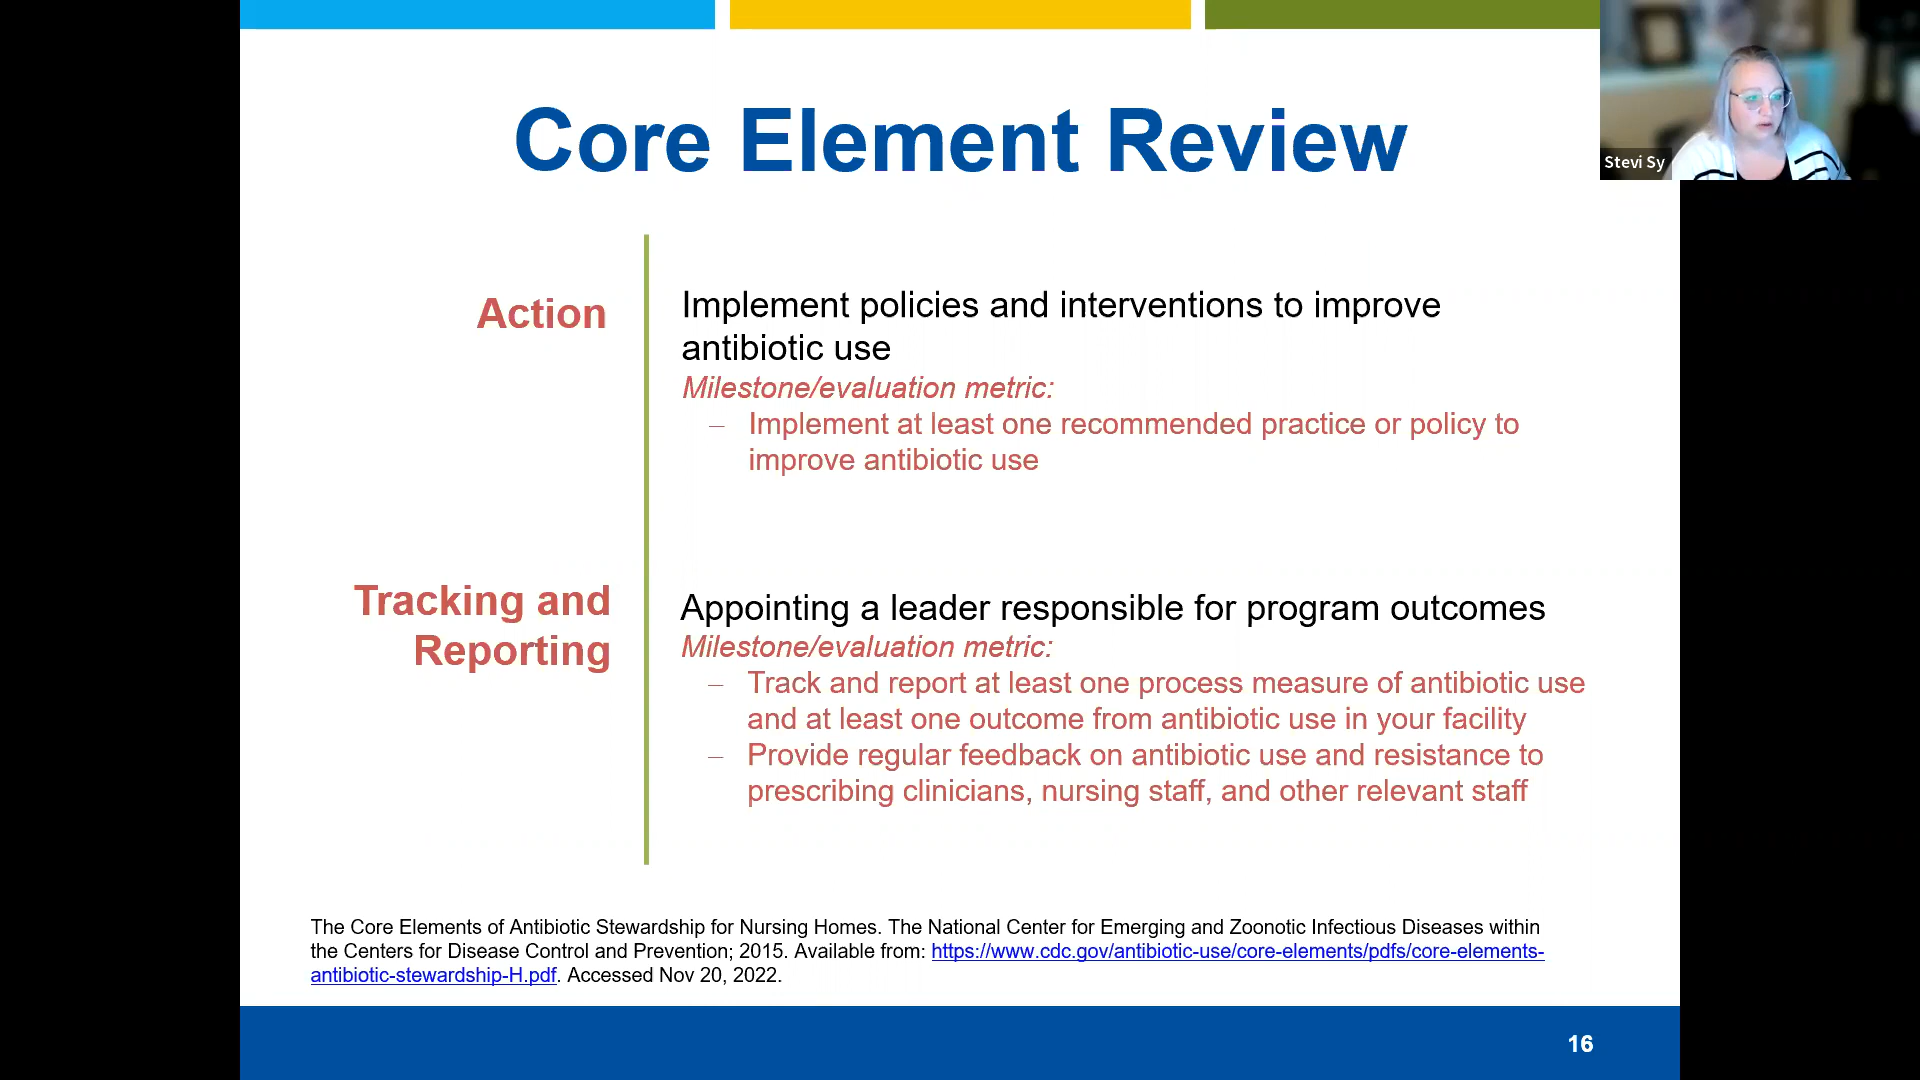 Core Element Review
Stevi Sy
Action
Implement policies and interventions to improve
antibiotic use
Milestone/evaluation metric:
– Implement at least one recommended practice or policy to
improve antibiotic use
Tracking and
Reporting
Appointing a leader responsible for program outcomes
Milestone/evaluation metric:
– Track and report at least one process measure of antibiotic use
and at least one outcome from antibiotic use in your facility
– Provide regular feedback on antibiotic use and resistance to
prescribing clinicians, nursing staff, and other relevant staff
The Core Elements of Antibiotic Stewardship for Nursing Homes. The National Center for Emerging and Zoonotic Infectious Diseases within
the Centers for Disease Control and Prevention; 2015. Available from: https://www.cdc.gov/antibiotic-use/core-elements/pdfs/core-elements-
antibiotic-stewardship-H.pdf. Accessed Nov 20, 2022.
16